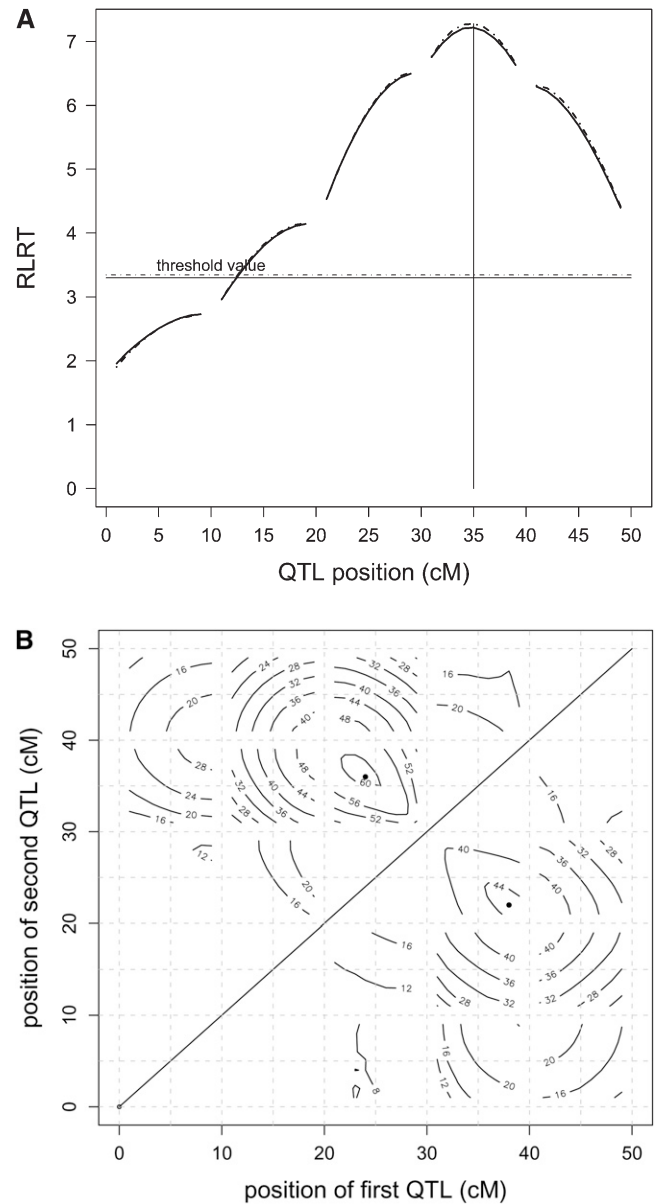 A
7
6
5
4
3
2
1
0
RLRT
threshold value
0 5 10 15 20 25 30 35 40 45 50
QTL position (cM)
B
50
40
30
20
10
0
position of second QTL (cM)
16 24 28 32 28 16
32 40 36
20 36 44 20
40 48
28 48 52
32 40 60
24 44 56
20 28 36 52
16
12 20 16
16
32 28
40 36
44 40
16 40 40
12 36 36
28 32 32 28
16 20 20
12 8 16
0 10 20 30 40 50
position of first QTL (cM)